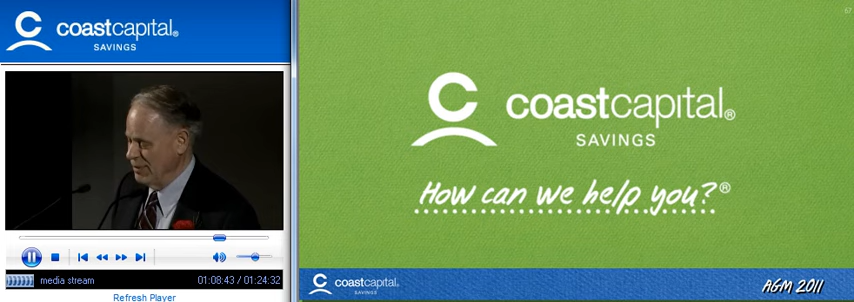 coastcapital®
SAVINGS
media stream
01:08:43 / 01:24:32
Refresh Player
67
coastcapital®
SAVINGS
How can we help you?®
coastcapital®
SAVINGS
AGM 2011